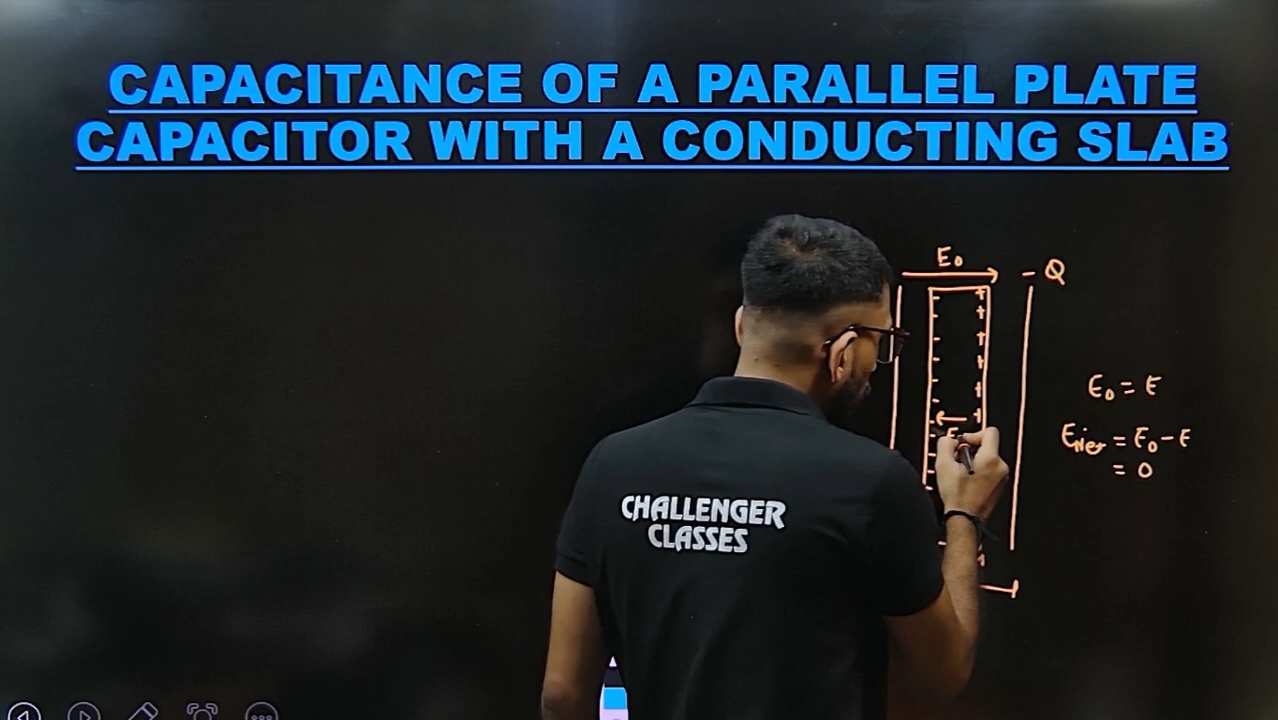 CAPACITANCE OF A PARALLEL PLATE
CAPACITOR WITH A CONDUCTING SLAB
E₀
- Q
E₀ = E
ENet = E₀ - E
= 0
E
CHALLENGER
CLASSES